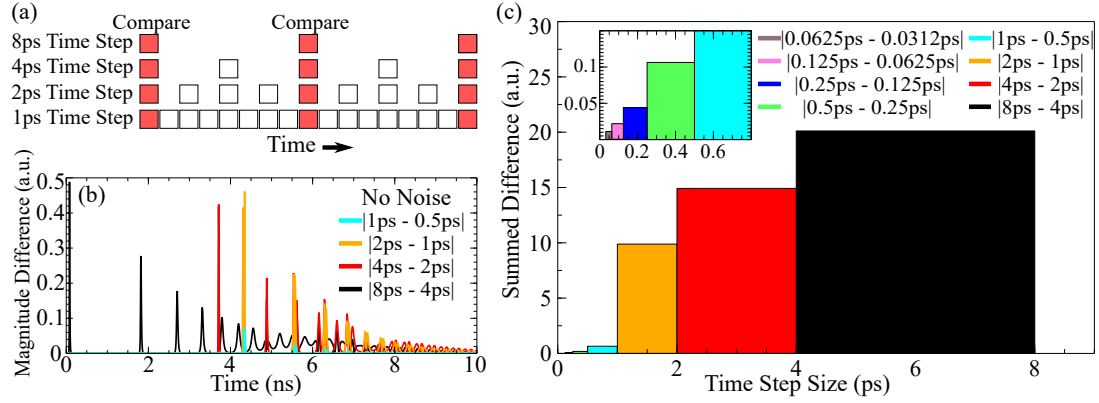 (a)
Compare
Compare
8ps Time Step
4ps Time Step
2ps Time Step
1ps Time Step
Time
(b)
No Noise
|1ps - 0.5ps|
|2ps - 1ps|
|4ps - 2ps|
|8ps - 4ps|
Magnitude Difference (a.u.)
0.5
0.4
0.3
0.2
0.1
0
0
2
4
6
8
10
Time (ns)
(c)
30
25
20
15
10
5
0
Summed Difference (a.u.)
0
2
4
6
8
Time Step Size (ps)
0.1
0.05
0
0.2
0.4
0.6
|0.0625ps - 0.0312ps|
|0.125ps - 0.0625ps|
|0.25ps - 0.125ps|
|0.5ps - 0.25ps|
|1ps - 0.5ps|
|2ps - 1ps|
|4ps - 2ps|
|8ps - 4ps|